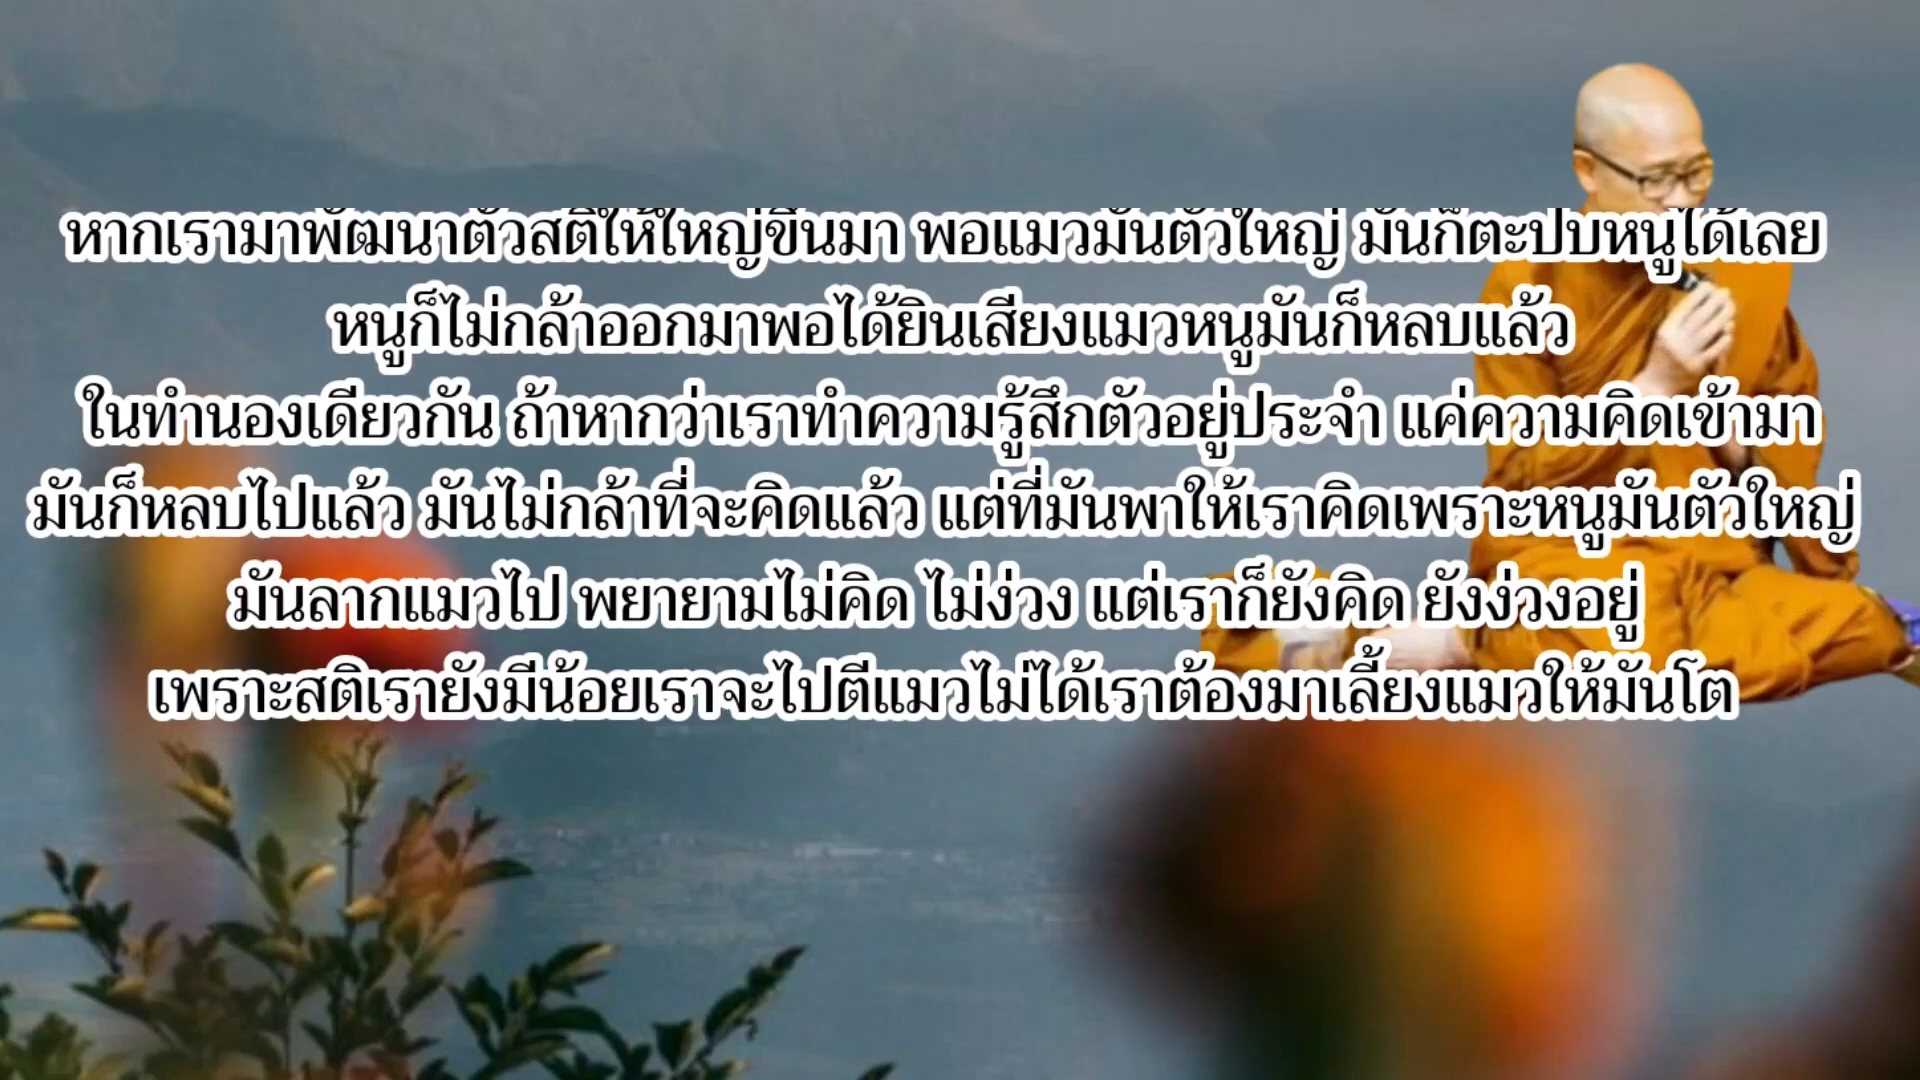 หากเรามาพัฒนาตัวสติให้ใหญ่ขึ้นมา พอแมวมันตัวใหญ่ มันก็ตะปบหนูได้เลย
หนูก็ไม่กล้าออกมาพอได้ยินเสียงแมวหนูมันก็หลบแล้ว
ในทำนองเดียวกัน ถ้าหากว่าเราทำความรู้สึกตัวอยู่ประจำ แค่ความคิดเข้ามา
มันก็หลบไปแล้ว มันไม่กล้าที่จะคิดแล้ว แต่ที่มันพาให้เราคิดเพราะหนูมันตัวใหญ่
มันลากแมวไป พยายามไม่คิด ไม่ง่วง แต่เราก็ยังคิด ยังง่วงอยู่
เพราะสติเรายังมีน้อยเราจะไปตีแมวไม่ได้เราต้องมาเลี้ยงแมวให้มันโต